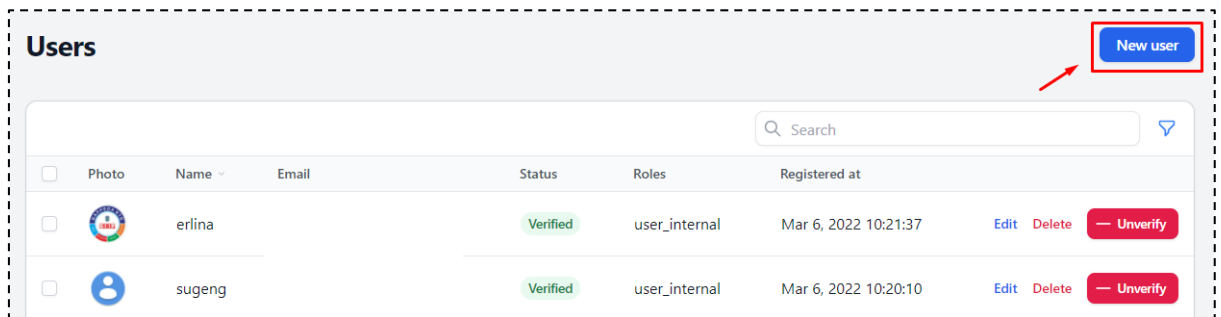 Users
New user
Search
Photo Name Email Status Roles Registered at
erlina Verified user_internal Mar 6, 2022 10:21:37 Edit Delete — Unverify
sugeng Verified user_internal Mar 6, 2022 10:20:10 Edit Delete — Unverify